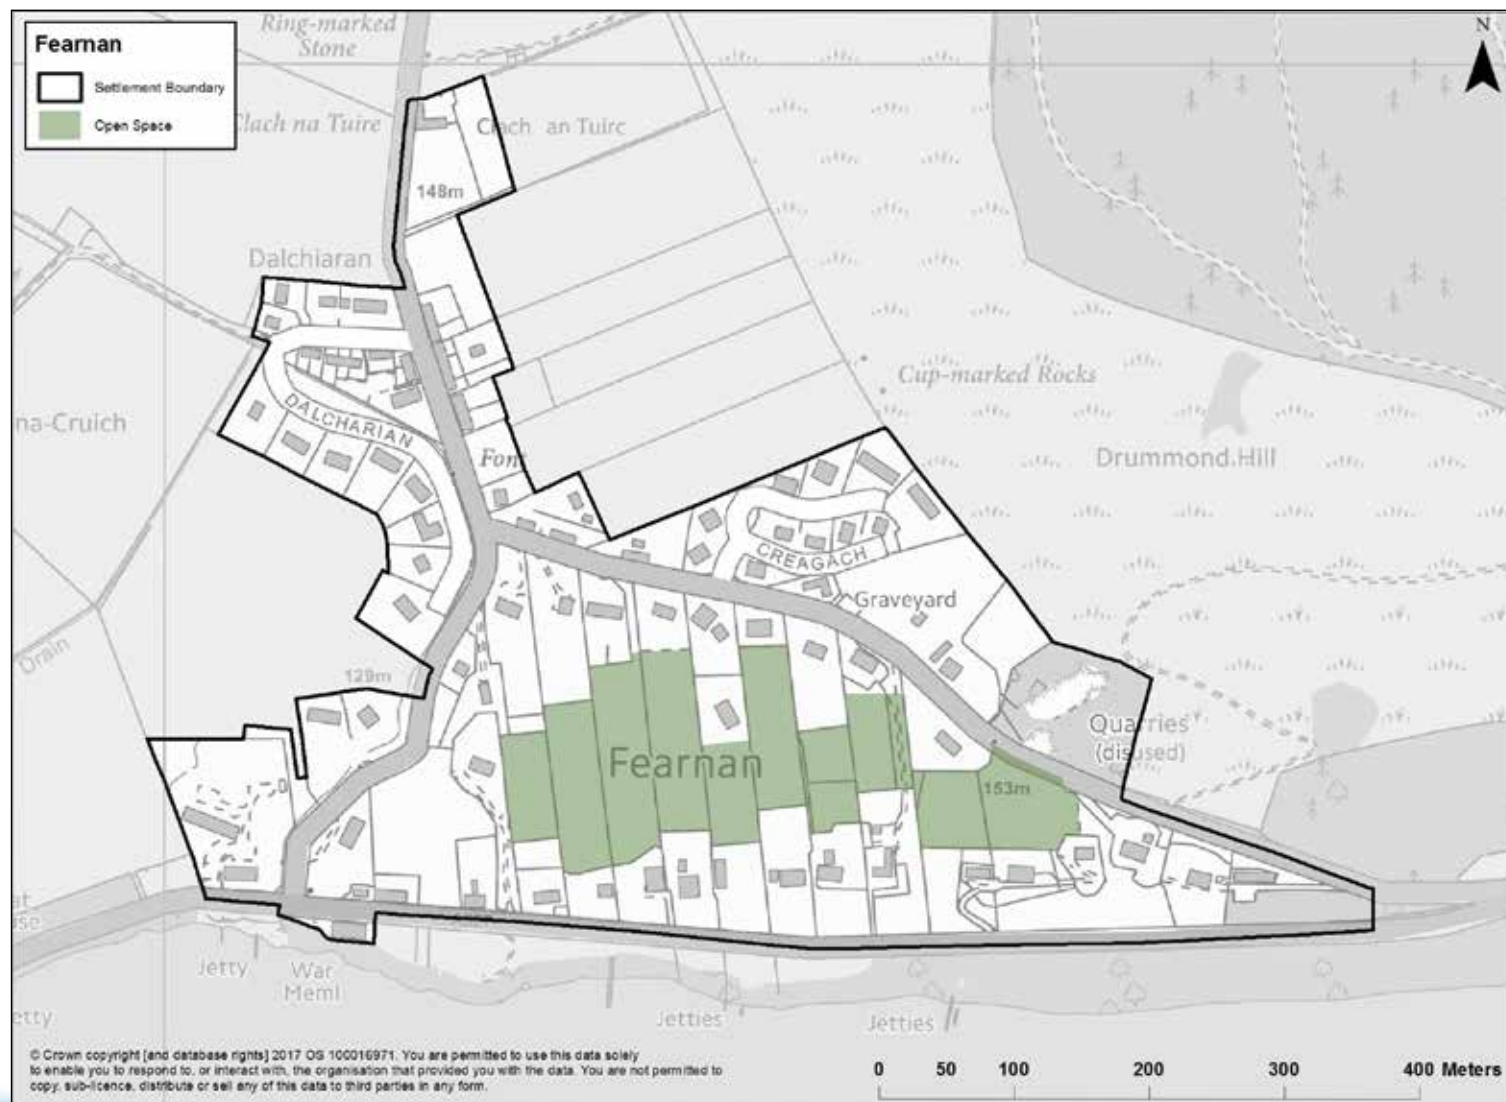 Fearnan
Settlement Boundary
Open Space
Ring-marked
Stone
Clach na Tuire
Clach an Tuirc
N
148m
Dalchiaran
Cup-marked Rocks
DALCHARIAN
na-Cruich
Font
Drummond Hill
CREAGACH
Graveyard
Drain
129m
Quarries
(disused)
Fearnan
153m
Jetty
War
Meml
etty
Jetties
Jetties
© Crown copyright [and database rights] 2017 OS 100016971. You are permitted to use this data solely
to enable you to respond to, or interact with, the organisation that provided you with the data. You are not permitted to
copy, sub-licence, distribute or sell any of this data to third parties in any form.
0 50 100 200 300 400 Meters